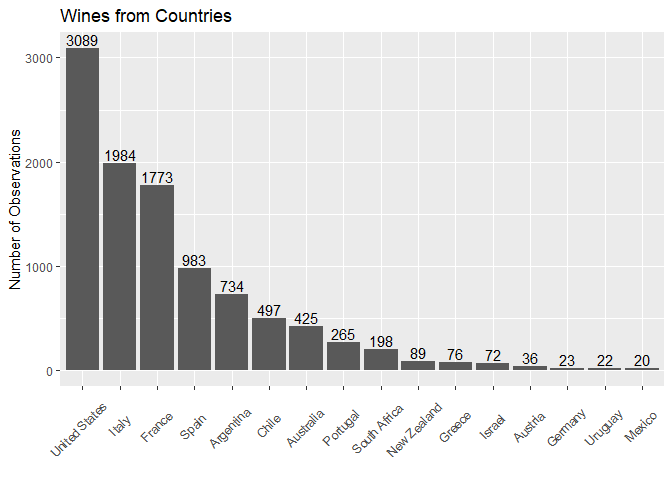 Wines from Countries
Number of Observations
3000
2000
1000
0
3089
1984
1773
983
734
497
425
265
198
89
76
72
36
23
22
20
United States
Italy
France
Spain
Argentina
Chile
Australia
Portugal
South Africa
New Zealand
Greece
Israel
Austria
Germany
Uruguay
Mexico